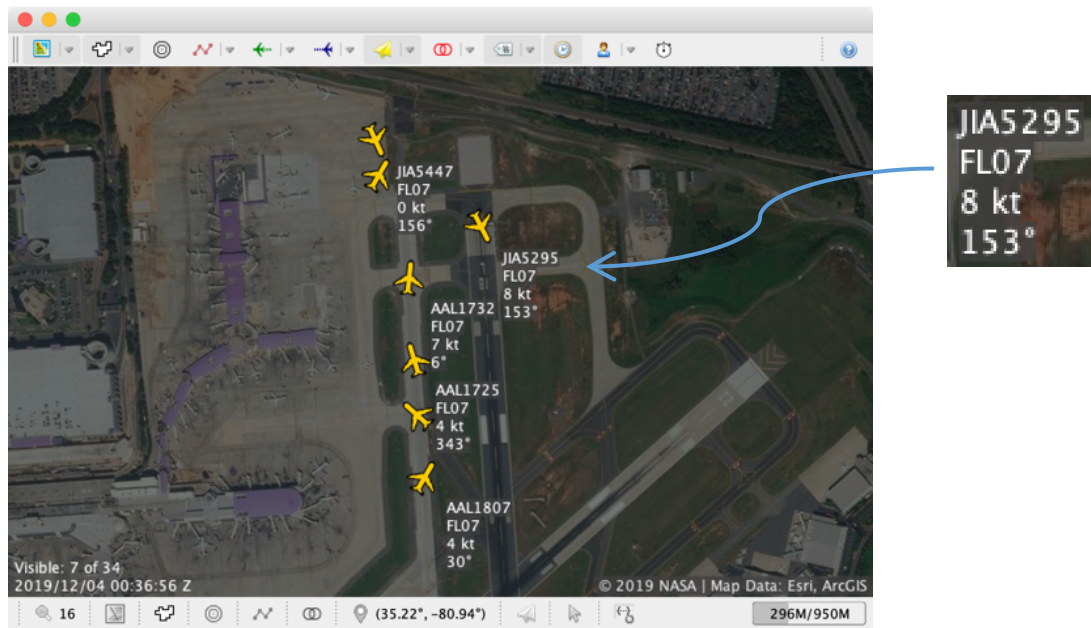 JIA5447
FL07
0 kt
156°
JIA5295
FL07
8 kt
153°
AAL1732
FL07
7 kt
6°
AAL1725
FL07
4 kt
343°
AAL1807
FL07
4 kt
30°
Visible: 7 of 34
2019/12/04 00:36:56 Z
© 2019 NASA | Map Data: Esri, ArcGIS
16
(35.22°, -80.94°)
296M/950M
JIA5295
FL07
8 kt
153°